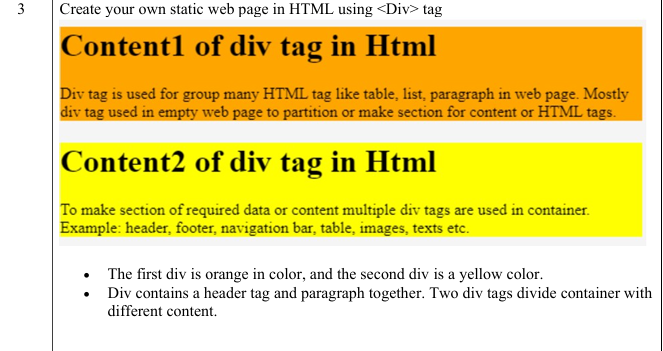 3
Create your own static web page in HTML using <Div> tag
Content1 of div tag in Html
Div tag is used for group many HTML tag like table, list, paragraph in web page. Mostly
div tag used in empty web page to partition or make section for content or HTML tags.
Content2 of div tag in Html
To make section of required data or content multiple div tags are used in container.
Example: header, footer, navigation bar, table, images, texts etc.
• The first div is orange in color, and the second div is a yellow color.
• Div contains a header tag and paragraph together. Two div tags divide container with
different content.